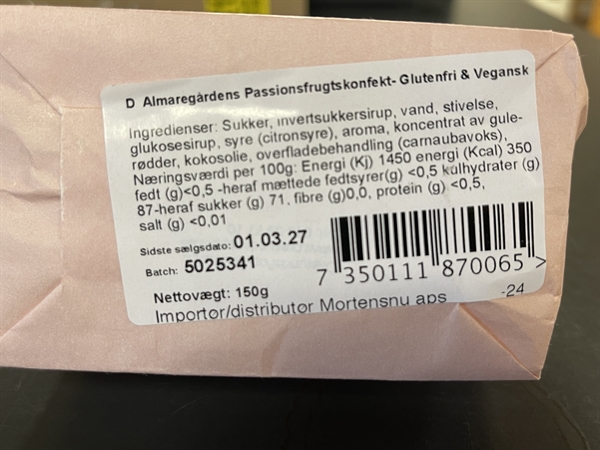 D Almaregårdens Passionsfrugtskonfekt- Glutenfri & Vegansk
Ingredienser: Sukker, invertsukkersirup, vand, stivelse,
glukosesirup, syre (citronsyre), aroma, koncentrat av gule-
rødder, kokosolie, overfladebehandling (carnaubavoks),
Næringsværdi per 100g: Energi (Kj) 1450 energi (Kcal) 350
fedt (g)<0,5 -heraf mættede fedtsyrer(g) <0,5 kulhydrater (g)
87-heraf sukker (g) 71, fibre (g)0,0, protein (g) <0,5,
salt (g) <0,01
Sidste sælgsdato: 01.03.27
Batch: 5025341
7 350111 870065 >
Nettovægt: 150g
-24
Importør/distributør Mortensnu aps